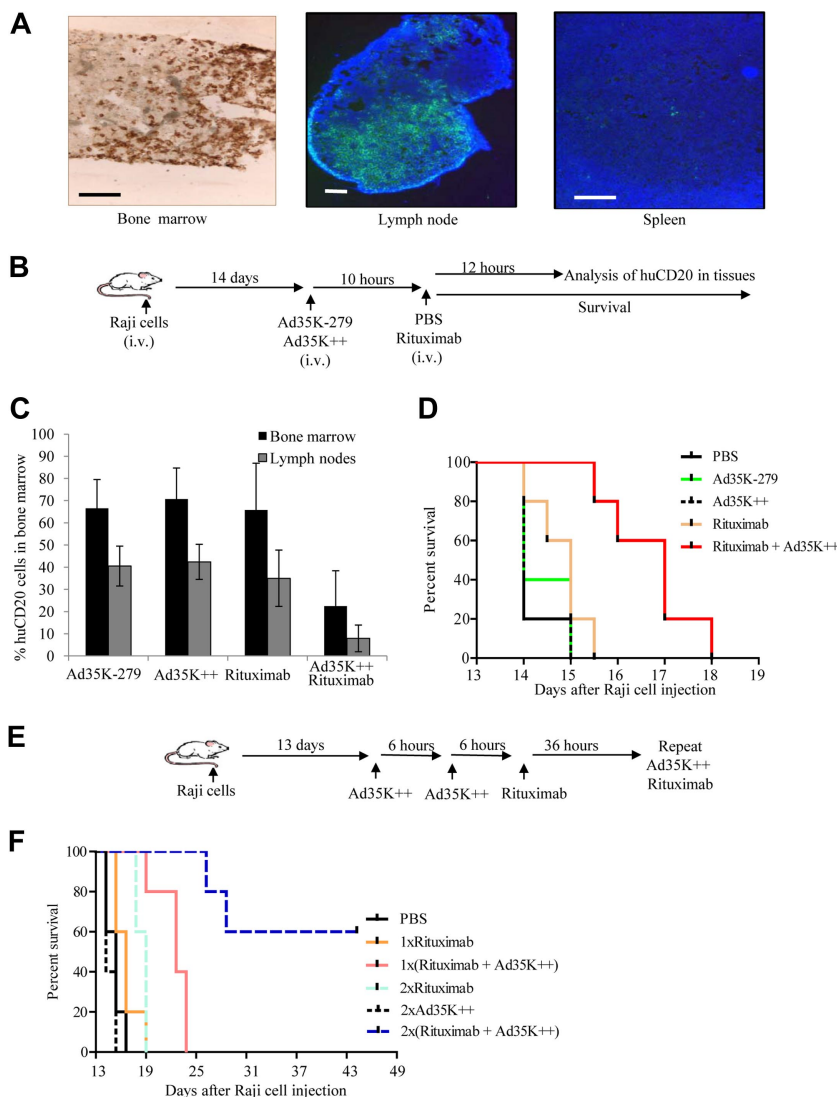 A
Bone marrow
Lymph node
Spleen
B
14 days
10 hours
12 hours
Analysis of huCD20 in tissues
Survival
Raji cells
(i.v.)
Ad35K-279
Ad35K++
(i.v.)
PBS
Rituximab
(i.v.)
C
% huCD20 cells in bone marrow
100
90
80
70
60
50
40
30
20
10
0
Bone marrow
Lymph nodes
Ad35K-279
Ad35K++
Rituximab
Ad35K++
Rituximab
D
Percent survival
100
80
60
40
20
0
13
14
15
16
17
18
19
Days after Raji cell injection
PBS
Ad35K-279
Ad35K++
Rituximab
Rituximab + Ad35K++
E
13 days
6 hours
6 hours
36 hours
Raji cells
Ad35K++
Ad35K++
Rituximab
Repeat
Ad35K++
Rituximab
F
Percent survival
100
80
60
40
20
0
13
19
25
31
37
43
49
Days after Raji cell injection
PBS
1xRituximab
1x(Rituximab + Ad35K++)
2xRituximab
2xAd35K++
2x(Rituximab + Ad35K++)